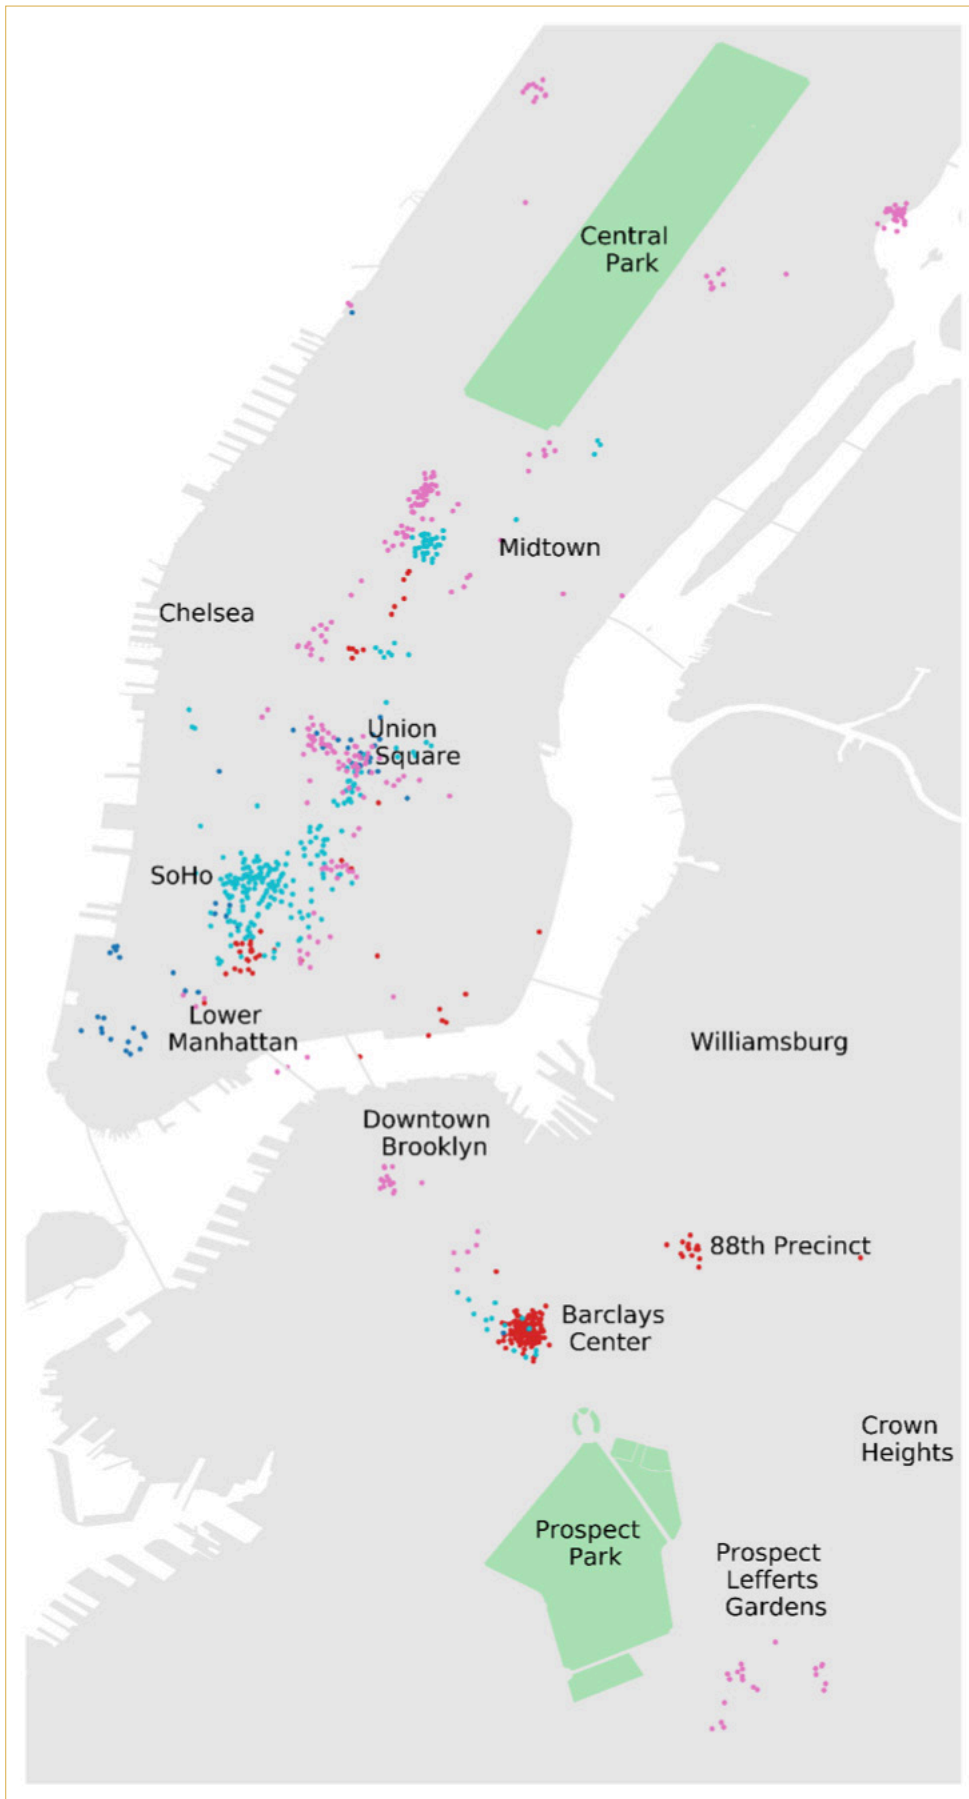 Central
Park
Midtown
Chelsea
Union
Square
SoHo
Lower
Manhattan
Williamsburg
Downtown
Brooklyn
88th Precinct
Barclays
Center
Crown
Heights
Prospect
Park
Prospect
Lefferts
Gardens